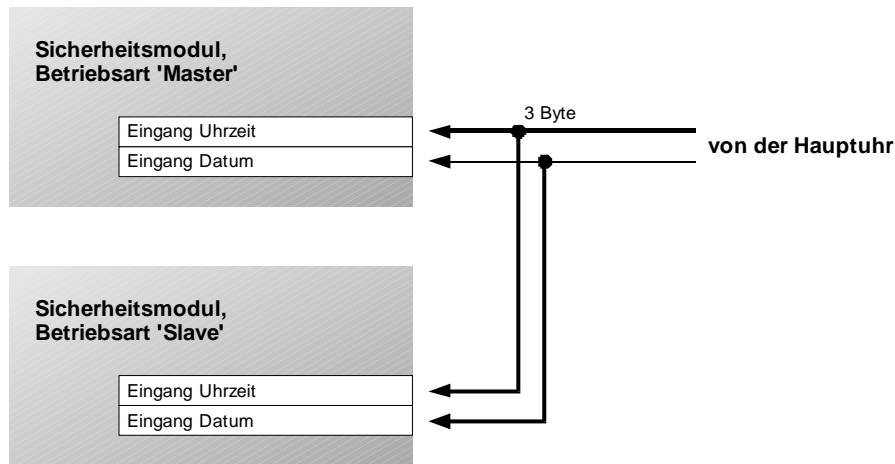 Sicherheitsmodul,
Betriebsart 'Master'
3 Byte
Eingang Uhrzeit
Eingang Datum
von der Hauptuhr
Sicherheitsmodul,
Betriebsart 'Slave'
Eingang Uhrzeit
Eingang Datum